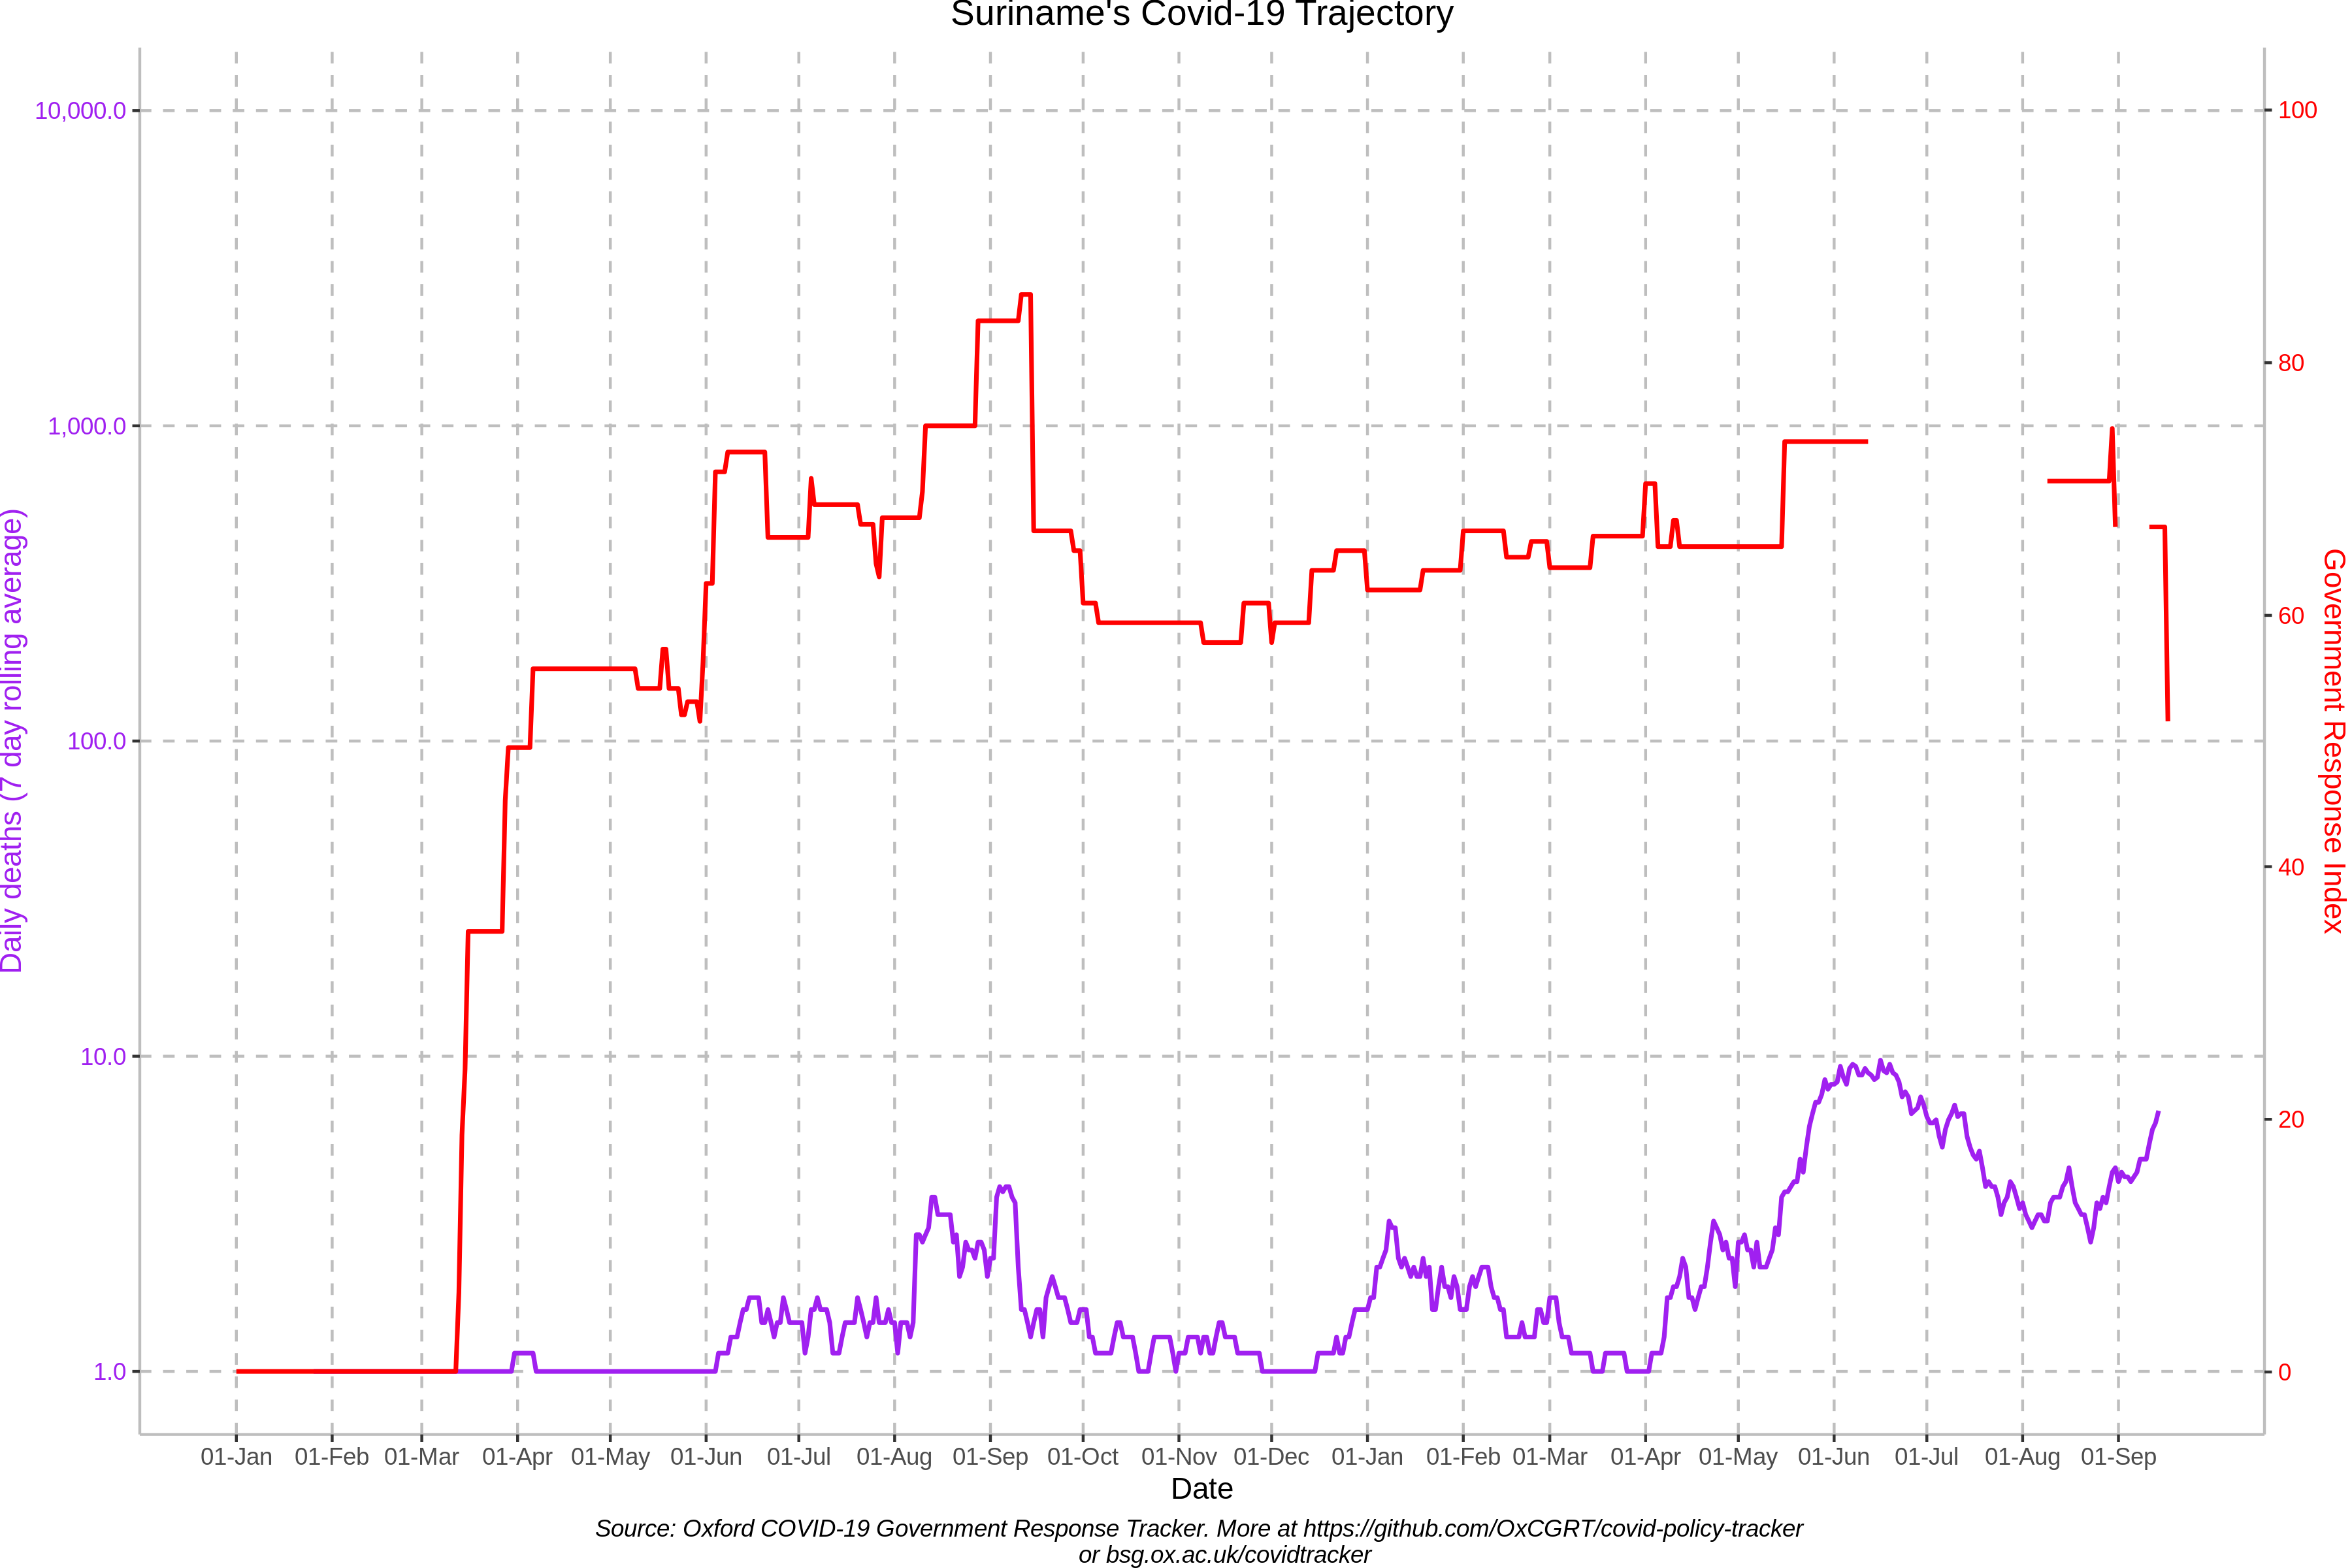 Suriname's Covid-19 Trajectory
10,000.0
1,000.0
100.0
10.0
1.0
Daily deaths (7 day rolling average)
100
80
60
40
20
0
Government Response Index
01-Jan 01-Feb 01-Mar 01-Apr 01-May 01-Jun 01-Jul 01-Aug 01-Sep 01-Oct 01-Nov 01-Dec 01-Jan 01-Feb 01-Mar 01-Apr 01-May 01-Jun 01-Jul 01-Aug 01-Sep
Date
Source: Oxford COVID-19 Government Response Tracker. More at https://github.com/OxCGRT/covid-policy-tracker
or bsg.ox.ac.uk/covidtracker